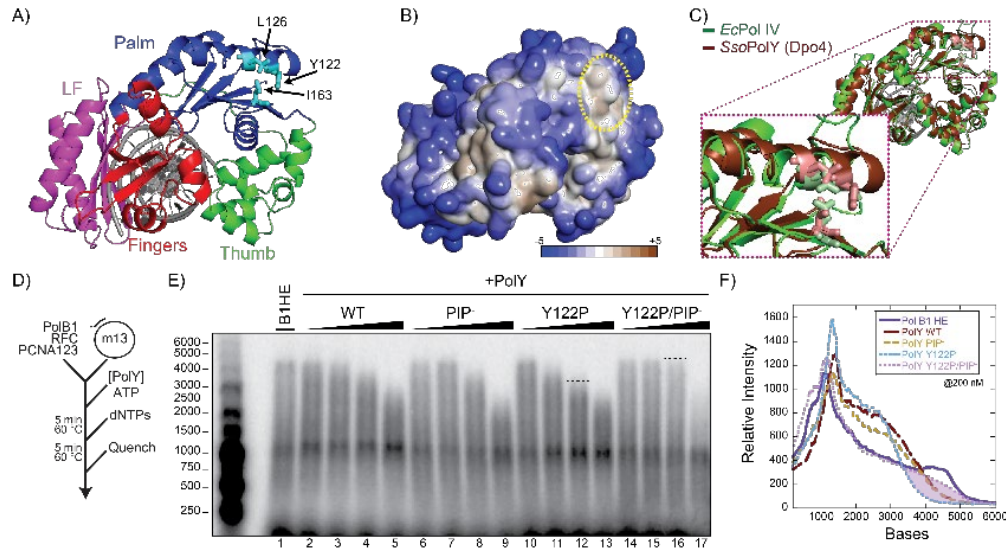 A)
L126
Palm
Y122
I163
LF
Fingers
Thumb
B)
-5
+5
C)
EcPol IV
SsoPolY (Dpo4)
D)
PolB1
RFC
PCNA123
m13
[PolY]
ATP
5 min
60 °C
dNTPs
5 min
60 °C
Quench
E)
+PolY
B1HE
WT
PIP-
Y122P
Y122P/PIP-
6000
5000
4000
3000
2500
2000
1500
1000
750
500
250
1 2 3 4 5 6 7 8 9 10 11 12 13 14 15 16 17
F)
Relative Intensity
1600
1400
1200
1000
800
600
400
200
0
PolB1 HE
PolY WT
PolY PIP-
PolY Y122P
PolY Y122P/PIP-
@200 nM
1000 2000 3000 4000 5000 6000
Bases